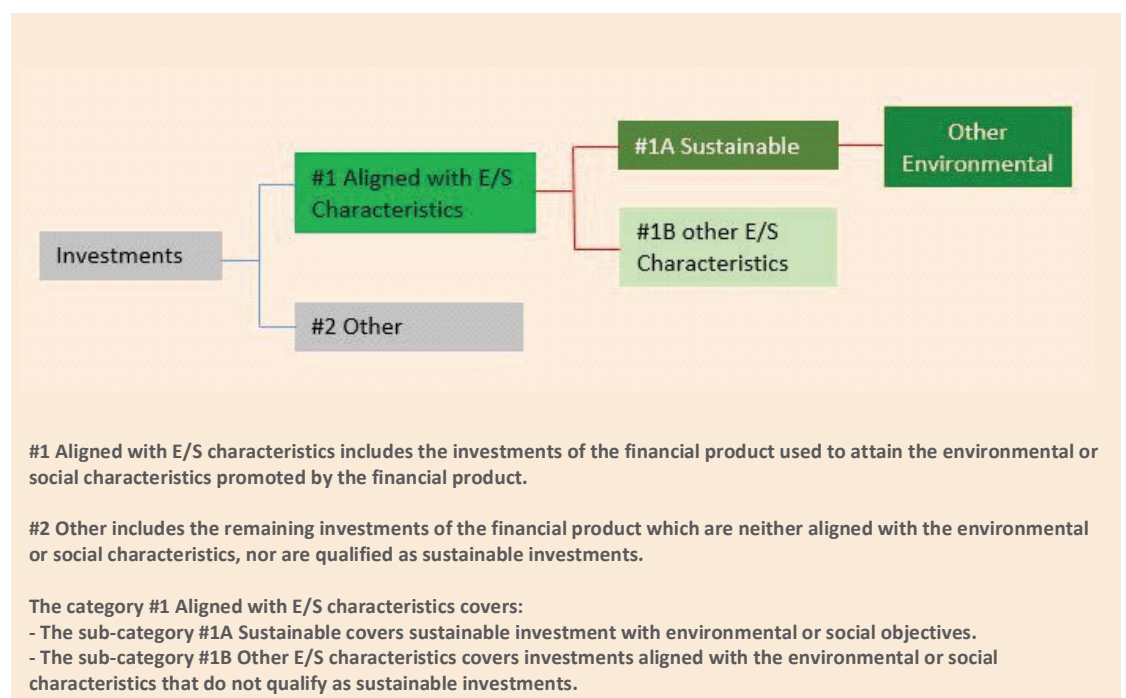 Other
Environmental
#1A Sustainable
#1 Aligned with E/S
Characteristics
#1B other E/S
Characteristics
Investments
#2 Other
#1 Aligned with E/S characteristics includes the investments of the financial product used to attain the environmental or
social characteristics promoted by the financial product.
#2 Other includes the remaining investments of the financial product which are neither aligned with the environmental
or social characteristics, nor are qualified as sustainable investments.
The category #1 Aligned with E/S characteristics covers:
- The sub-category #1A Sustainable covers sustainable investment with environmental or social objectives.
- The sub-category #1B Other E/S characteristics covers investments aligned with the environmental or social
characteristics that do not qualify as sustainable investments.